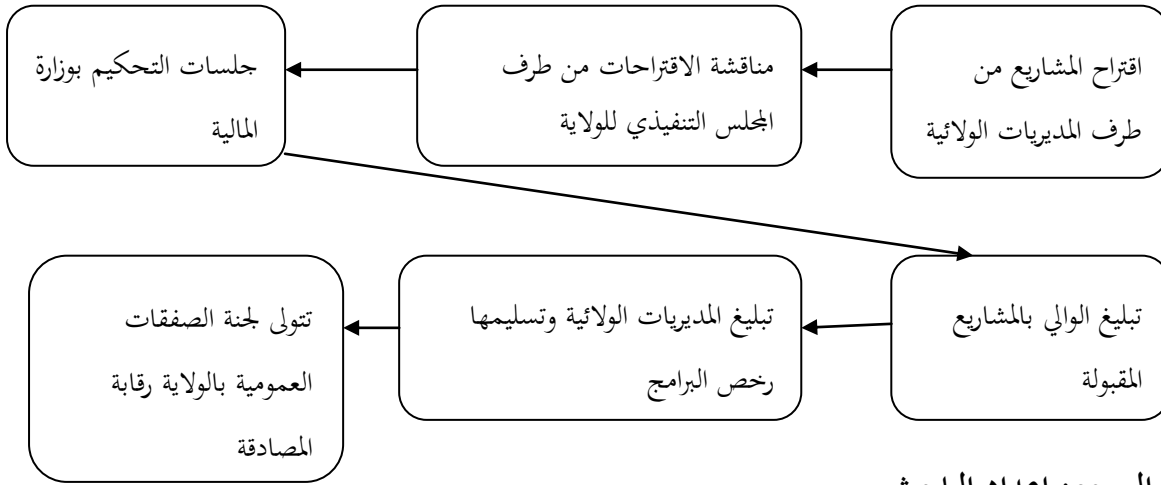 اقتراح المشاريع من
طرف المديريات الولائية
مناقشة الاقتراحات من طرف
المجلس التنفيذي للولاية
جلسات التحكيم بوزارة
المالية
تبليغ الوالي بالمشاريع
المقبولة
تبليغ المديريات الولائية وتسليمها
رخص البرامج
تتولى لجنة الصفقات
العمومية بالولاية رقابة
المصادقة